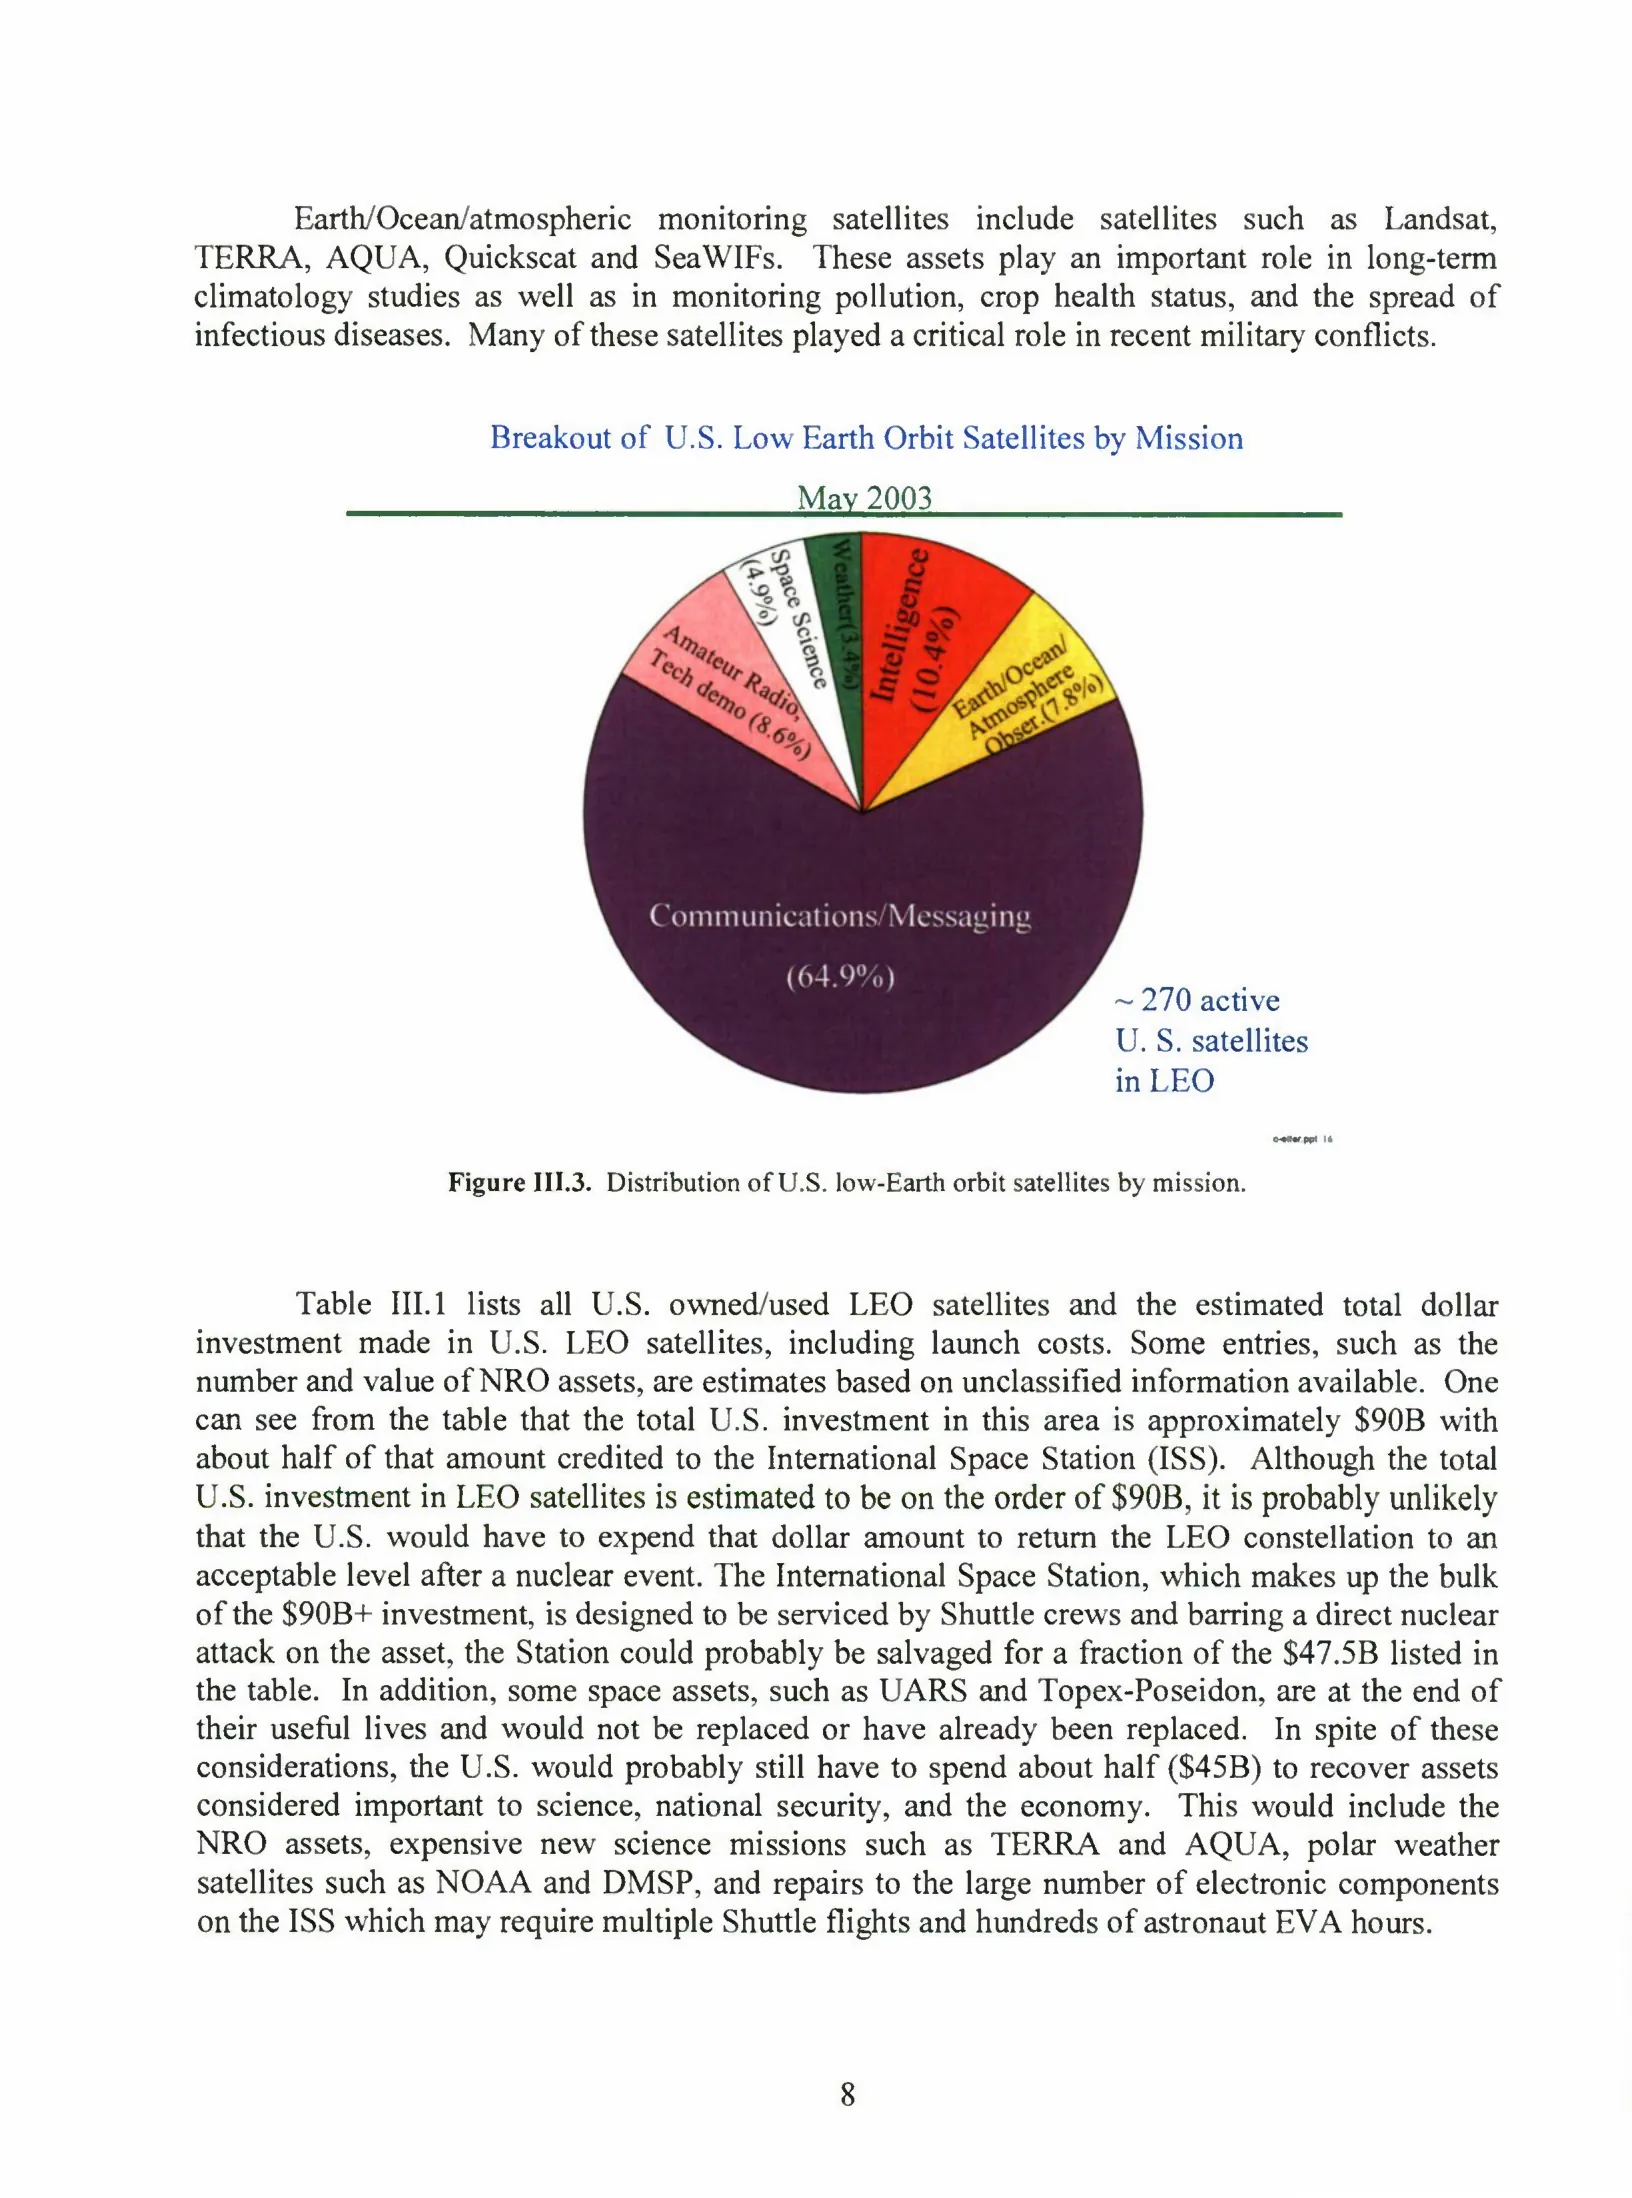 Earth/Ocean/atmospheric monitoring satellites include satellites such as Landsat,
TERRA, AQUA, Quickscat and SeaWIFs. These assets play an important role in long-term
climatology studies as well as in monitoring pollution, crop health status, and the spread of
infectious diseases. Many of these satellites played a critical role in recent military conflicts.
Breakout of U.S. Low Earth Orbit Satellites by Mission
May 2003
Amateur Radio,
Tech demo (8.6%)
Space Science
(4.9%)
Weather(3.4%)
Intelligence
(10.4%)
Earth/Ocean/
Atmosphere
Obser.(7.8%)
Communications/Messaging
(64.9%)
~ 270 active
U. S. satellites
in LEO
Figure III.3. Distribution of U.S. low-Earth orbit satellites by mission.
Table III.1 lists all U.S. owned/used LEO satellites and the estimated total dollar
investment made in U.S. LEO satellites, including launch costs. Some entries, such as the
number and value of NRO assets, are estimates based on unclassified information available. One
can see from the table that the total U.S. investment in this area is approximately $90B with
about half of that amount credited to the International Space Station (ISS). Although the total
U.S. investment in LEO satellites is estimated to be on the order of $90B, it is probably unlikely
that the U.S. would have to expend that dollar amount to return the LEO constellation to an
acceptable level after a nuclear event. The International Space Station, which makes up the bulk
of the $90B+ investment, is designed to be serviced by Shuttle crews and barring a direct nuclear
attack on the asset, the Station could probably be salvaged for a fraction of the $47.5B listed in
the table. In addition, some space assets, such as UARS and Topex-Poseidon, are at the end of
their useful lives and would not be replaced or have already been replaced. In spite of these
considerations, the U.S. would probably still have to spend about half ($45B) to recover assets
considered important to science, national security, and the economy. This would include the
NRO assets, expensive new science missions such as TERRA and AQUA, polar weather
satellites such as NOAA and DMSP, and repairs to the large number of electronic components
on the ISS which may require multiple Shuttle flights and hundreds of astronaut EVA hours.
8